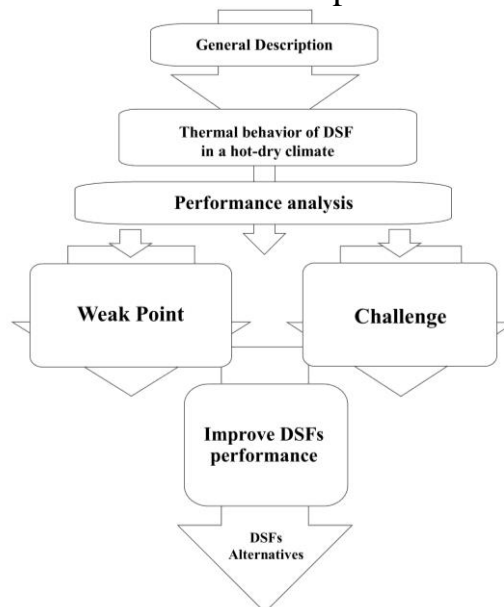 General Description
Thermal behavior of DSF
in a hot-dry climate
Performance analysis
Weak Point
Challenge
Improve DSFs
performance
DSFs
Alternatives